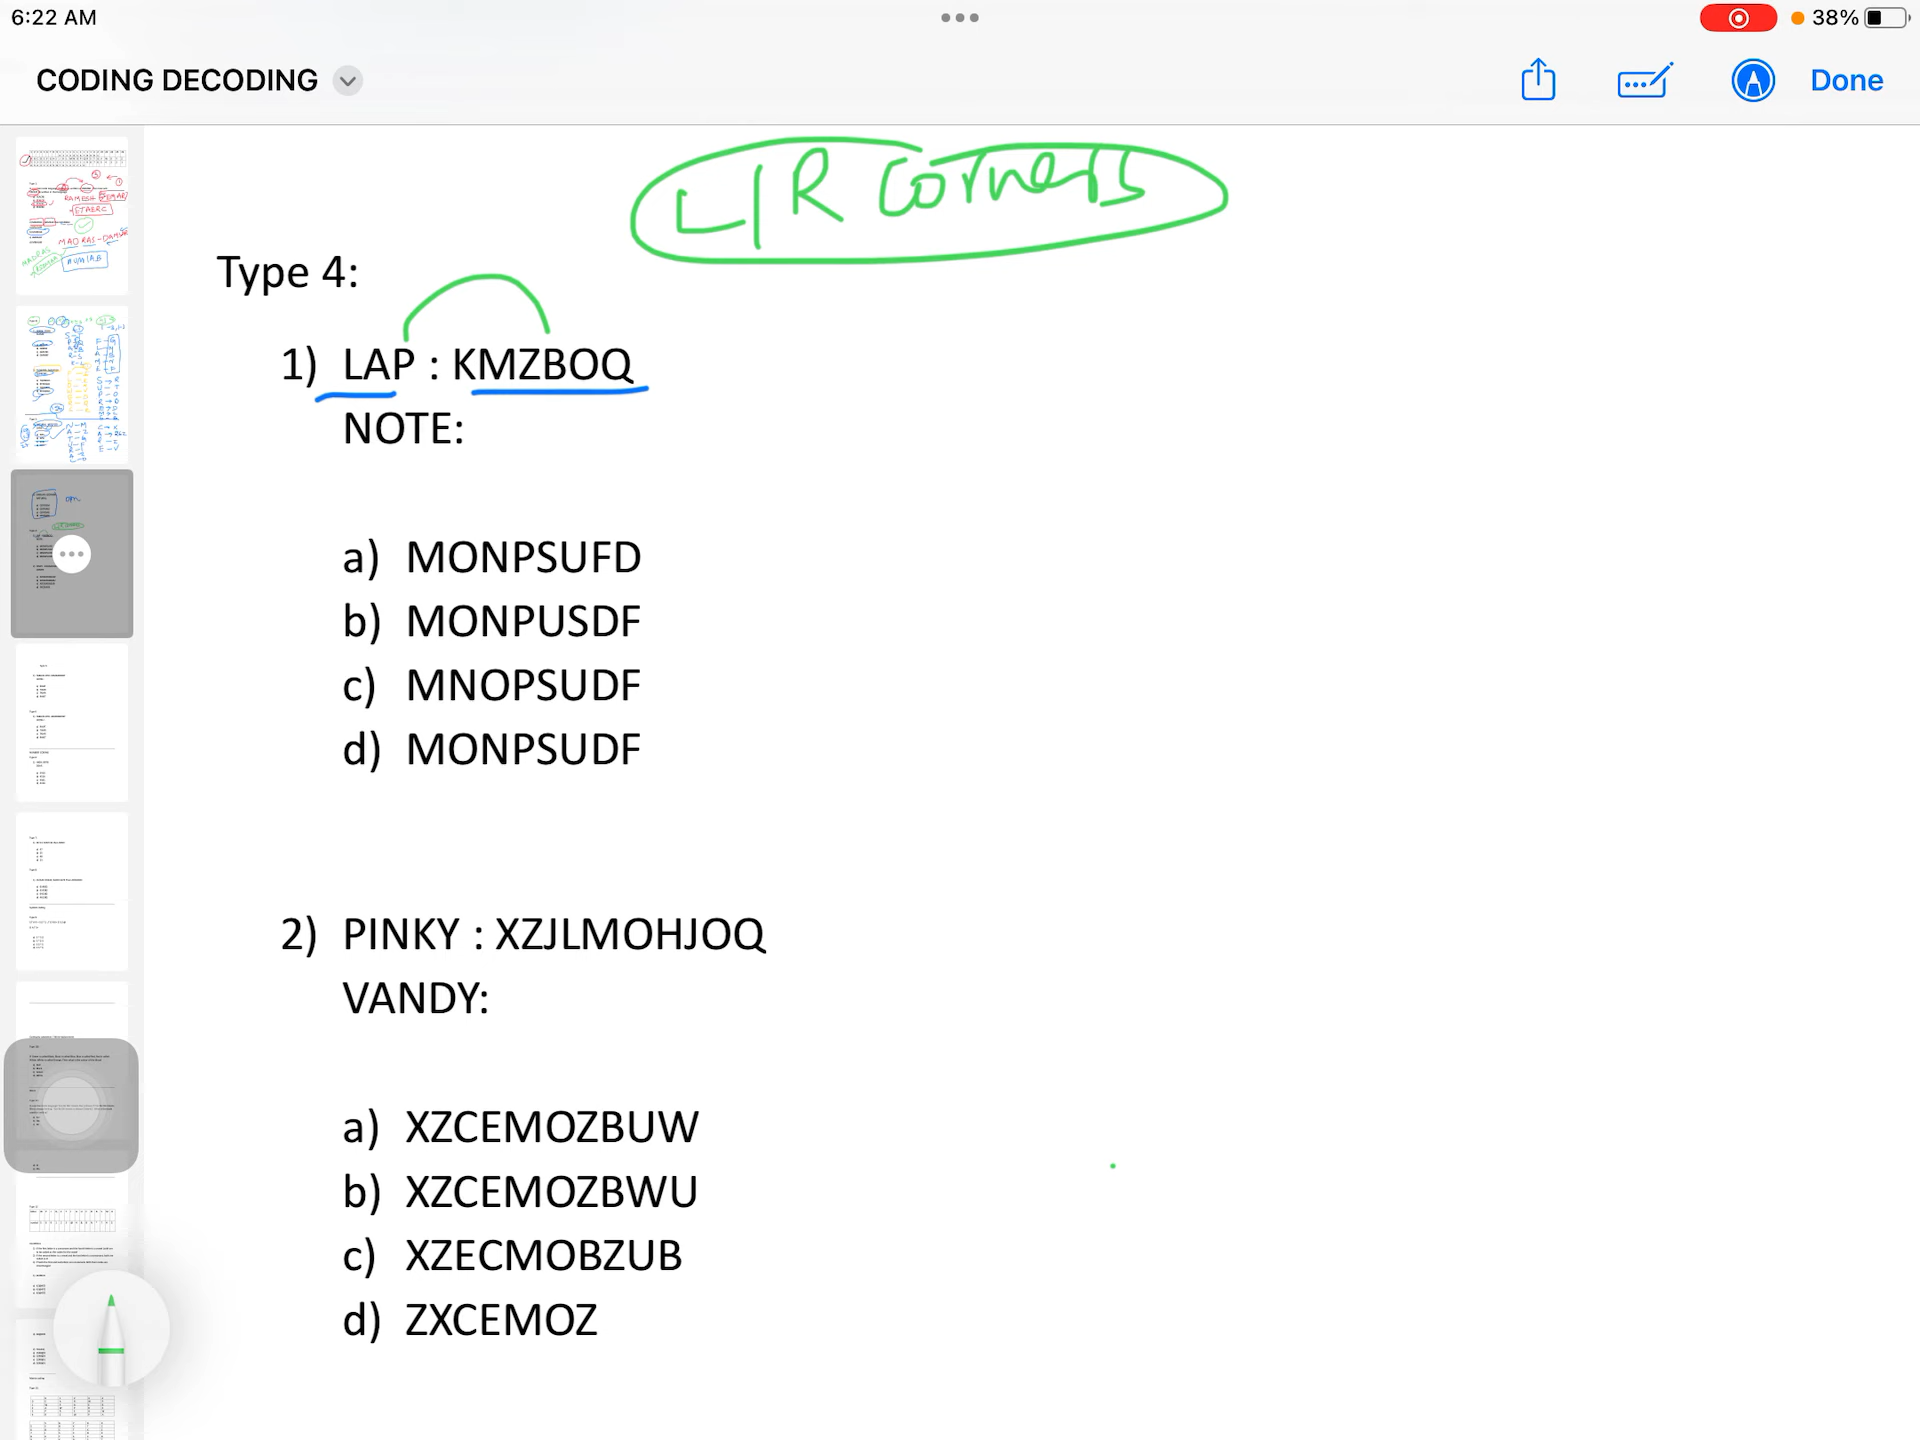 6:22 AM
38%
CODING DECODING
Done
L/R Corners
Type 4:
1) LAP : KMZBOQ
NOTE:
a) MONPSUFD
b) MONPUSDF
c) MNOPSUDF
d) MONPSUDF
2) PINKY : XZJLMOHJOQ
VANDY:
a) XZCEMOZBUW
b) XZCEMOZBWU
c) XZECMOBZUB
d) ZXCEMOZ